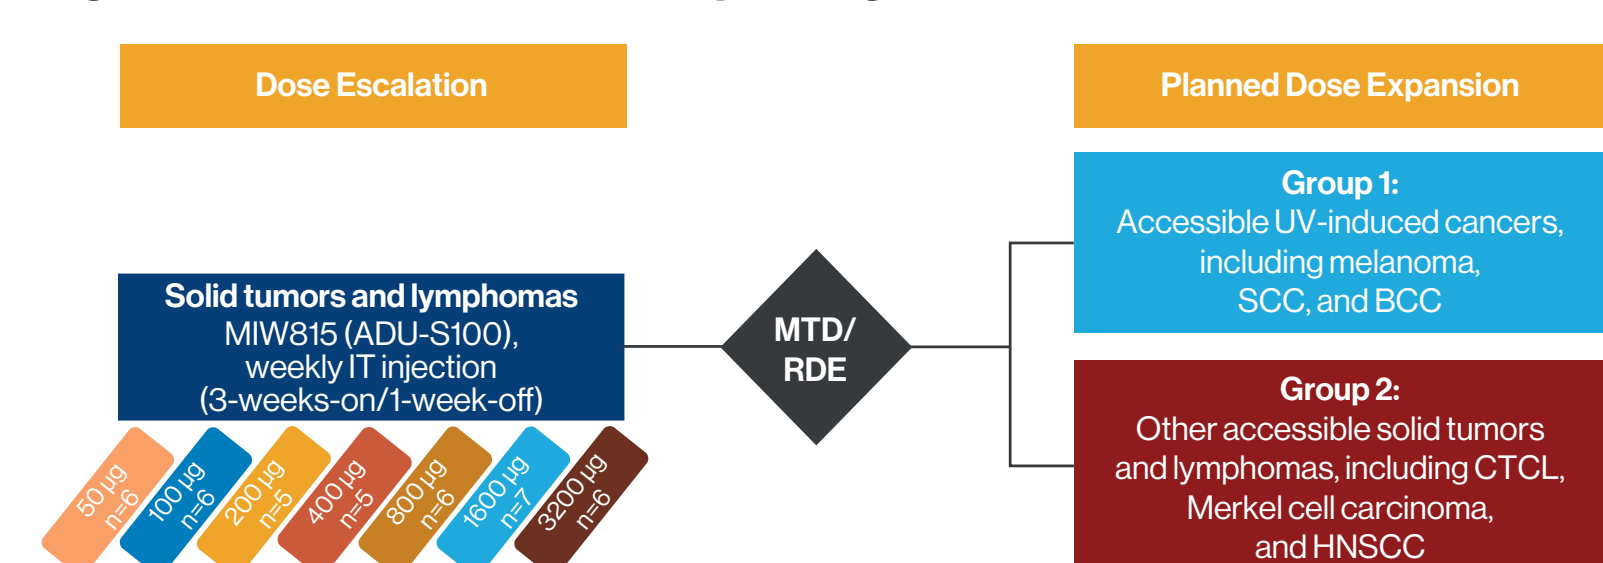 Dose Escalation
Planned Dose Expansion
Solid tumors and lymphomas
MIW815 (ADU-S100),
weekly IT injection
(3-weeks-on/1-week-off)
50 µg
n=6
100 µg
n=6
200 µg
n=5
400 µg
n=5
800 µg
n=6
1600 µg
n=7
3200 µg
n=6
MTD/
RDE
Group 1:
Accessible UV-induced cancers,
including melanoma,
SCC, and BCC
Group 2:
Other accessible solid tumors
and lymphomas, including CTCL,
Merkel cell carcinoma,
and HNSCC